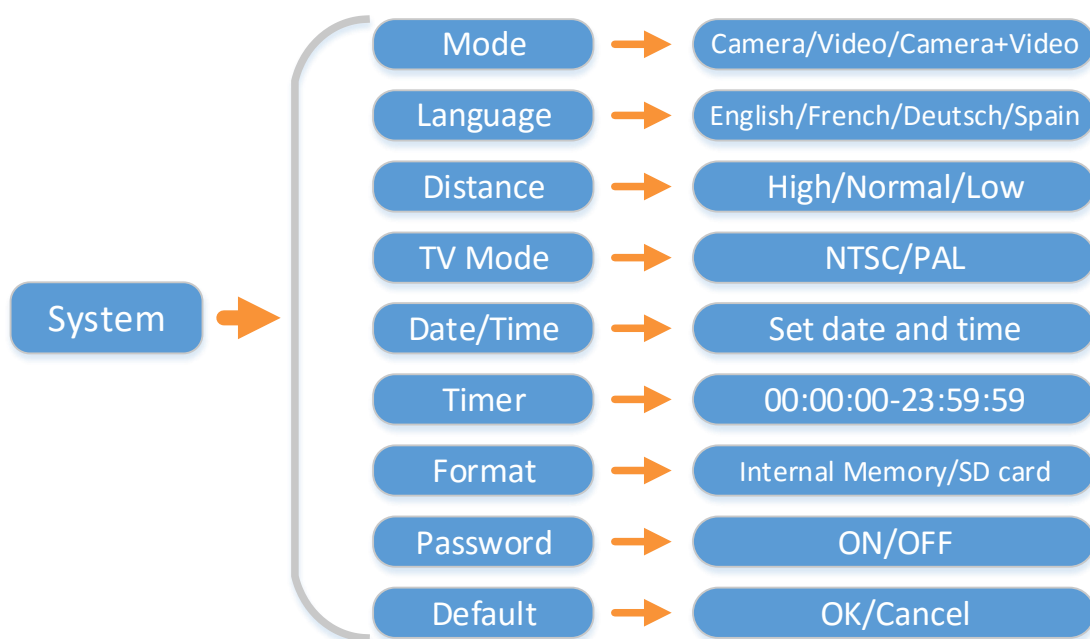 Mode
Camera/Video/Camera+Video
Language
English/French/Deutsch/Spain
Distance
High/Normal/Low
TV Mode
NTSC/PAL
System
Date/Time
Set date and time
Timer
00:00:00-23:59:59
Format
Internal Memory/SD card
Password
ON/OFF
Default
OK/Cancel